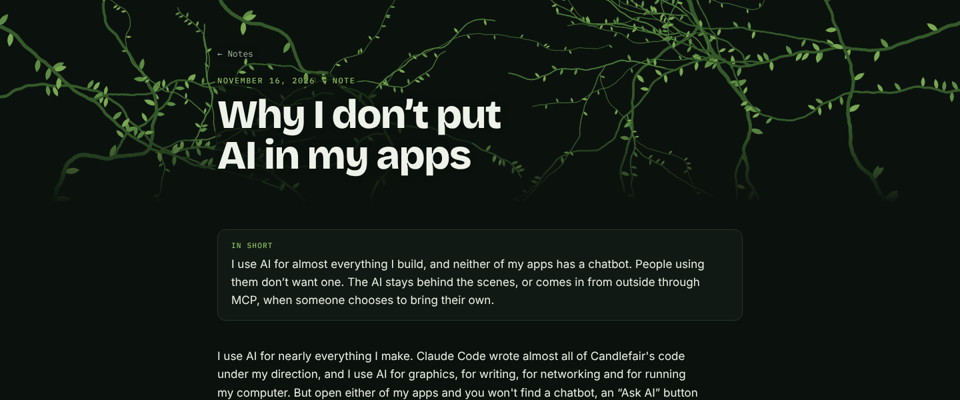 ← Notes
NOVEMBER 16, 2026 · NOTE
Why I don’t put
AI in my apps
IN SHORT
I use AI for almost everything I build, and neither of my apps has a chatbot. People using
them don’t want one. The AI stays behind the scenes, or comes in from outside through
MCP, when someone chooses to bring their own.
I use AI for nearly everything I make. Claude Code wrote almost all of Candlefair's code
under my direction, and I use AI for graphics, for writing, for networking and for running
my computer. But open either of my apps and you won't find a chatbot, an “Ask AI” button